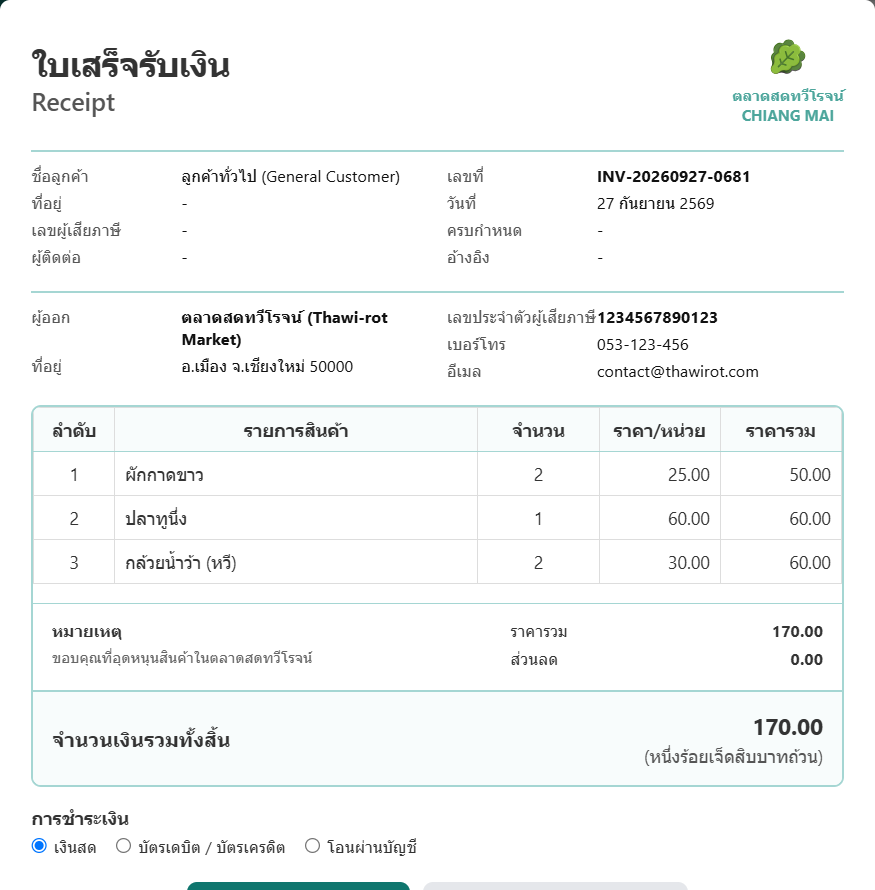 ใบเสร็จรับเงิน
Receipt
ตลาดสดทวีโรจน์
CHIANG MAI
ชื่อลูกค้า ลูกค้าทั่วไป (General Customer) เลขที่ INV-20260927-0681
ที่อยู่ - วันที่ 27 กันยายน 2569
เลขผู้เสียภาษี - ครบกำหนด -
ผู้ติดต่อ - อ้างอิง -
ผู้ออก ตลาดสดทวีโรจน์ (Thawi-rot Market) เลขประจำตัวผู้เสียภาษี 1234567890123
เบอร์โทร 053-123-456
ที่อยู่ อ.เมือง จ.เชียงใหม่ 50000
อีเมล contact@thawirot.com
ลำดับ รายการสินค้า จำนวน ราคา/หน่วย ราคารวม
1 ผักกาดขาว 2 25.00 50.00
2 ปลาทูนึ่ง 1 60.00 60.00
3 กล้วยน้ำว้า (หวี) 2 30.00 60.00
หมายเหตุ ราคารวม 170.00
ขอบคุณที่อุดหนุนสินค้าในตลาดสดทวีโรจน์ ส่วนลด 0.00
จำนวนเงินรวมทั้งสิ้น 170.00
(หนึ่งร้อยเจ็ดสิบบาทถ้วน)
การชำระเงิน
เงินสด บัตรเดบิต / บัตรเครดิต โอนผ่านบัญชี